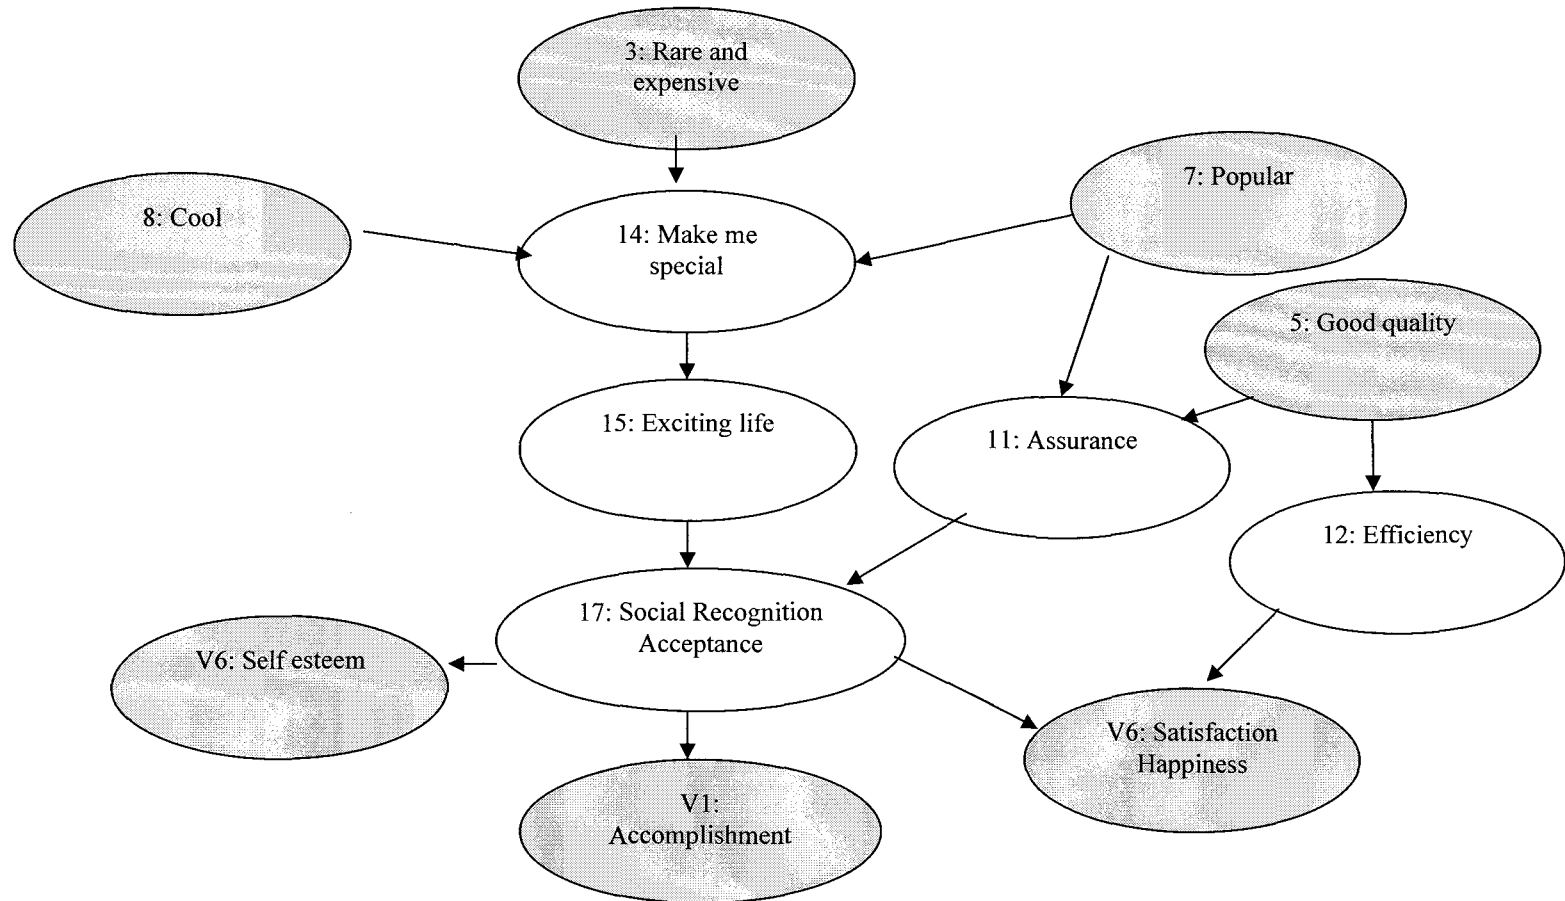 3: Rare and
expensive
7: Popular
8: Cool
14: Make me
special
5: Good quality
15: Exciting life
11: Assurance
12: Efficiency
17: Social Recognition
Acceptance
V6: Self esteem
V6: Satisfaction
Happiness
V1:
Accomplishment